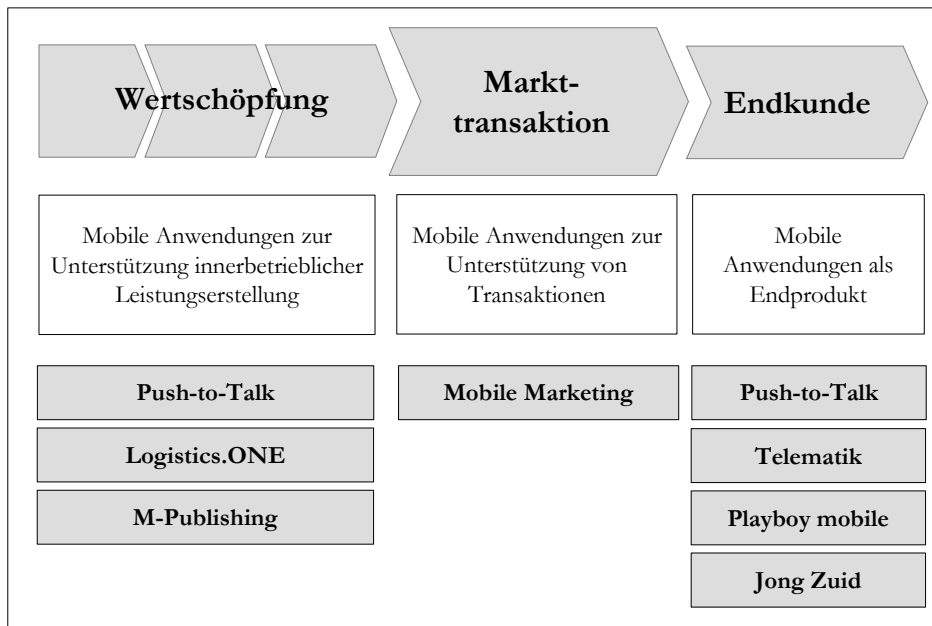 Wertschöpfung
Markt-
transaktion
Endkunde
Mobile Anwendungen zur
Unterstützung innerbetrieblicher
Leistungserstellung
Mobile Anwendungen zur
Unterstützung von
Transaktionen
Mobile
Anwendungen als
Endprodukt
Push-to-Talk
Logistics.ONE
M-Publishing
Mobile Marketing
Push-to-Talk
Telematik
Playboy mobile
Jong Zuid